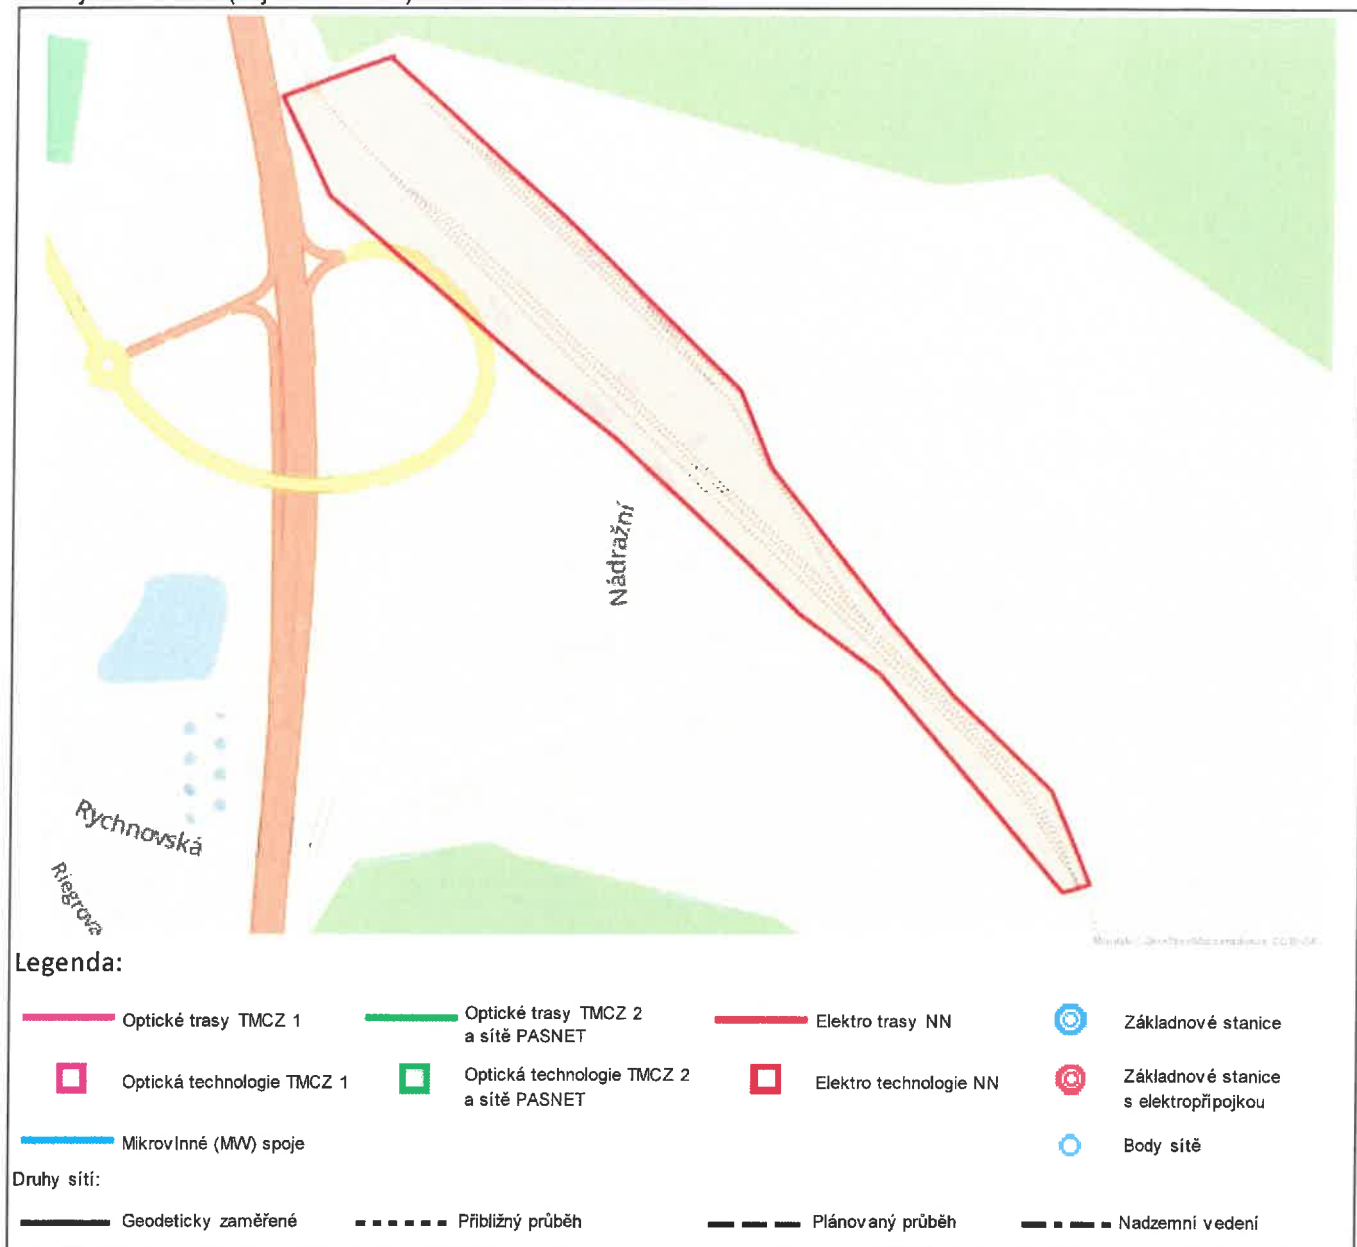 Nádražní
Rychnovská
Riegrova
Legenda:
Optické trasy TMCZ 1
Optické trasy TMCZ 2
a sítě PASNET
Elektro trasy NN
Základnové stanice
Optická technologie TMCZ 1
Optická technologie TMCZ 2
a sítě PASNET
Elektro technologie NN
Základnové stanice
s elektropřípojkou
Mikrovlnné (MW) spoje
Body sítě
Druhy sítí:
Geodeticky zaměřené
Přibližný průběh
Plánovaný průběh
Nadzemní vedení